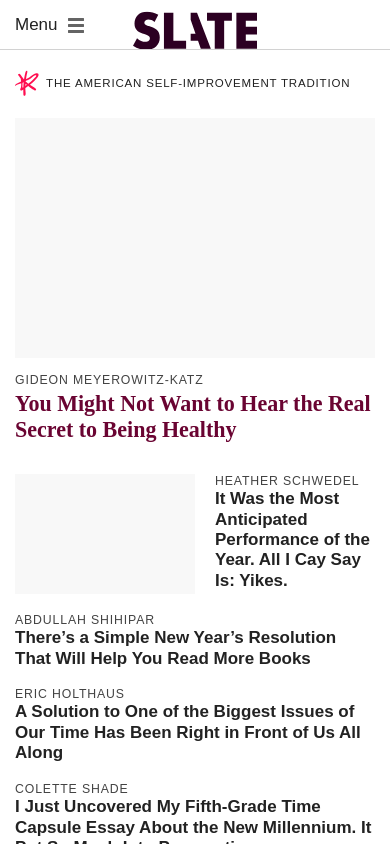 Menu
SLATE
THE AMERICAN SELF-IMPROVEMENT TRADITION
GIDEON MEYEROWITZ-KATZ
You Might Not Want to Hear the Real
Secret to Being Healthy
HEATHER SCHWEDEL
It Was the Most
Anticipated
Performance of the
Year. All I Cay Say
Is: Yikes.
ABDULLAH SHIHIPAR
There’s a Simple New Year’s Resolution
That Will Help You Read More Books
ERIC HOLTHAUS
A Solution to One of the Biggest Issues of
Our Time Has Been Right in Front of Us All
Along
COLETTE SHADE
I Just Uncovered My Fifth-Grade Time
Capsule Essay About the New Millennium. It